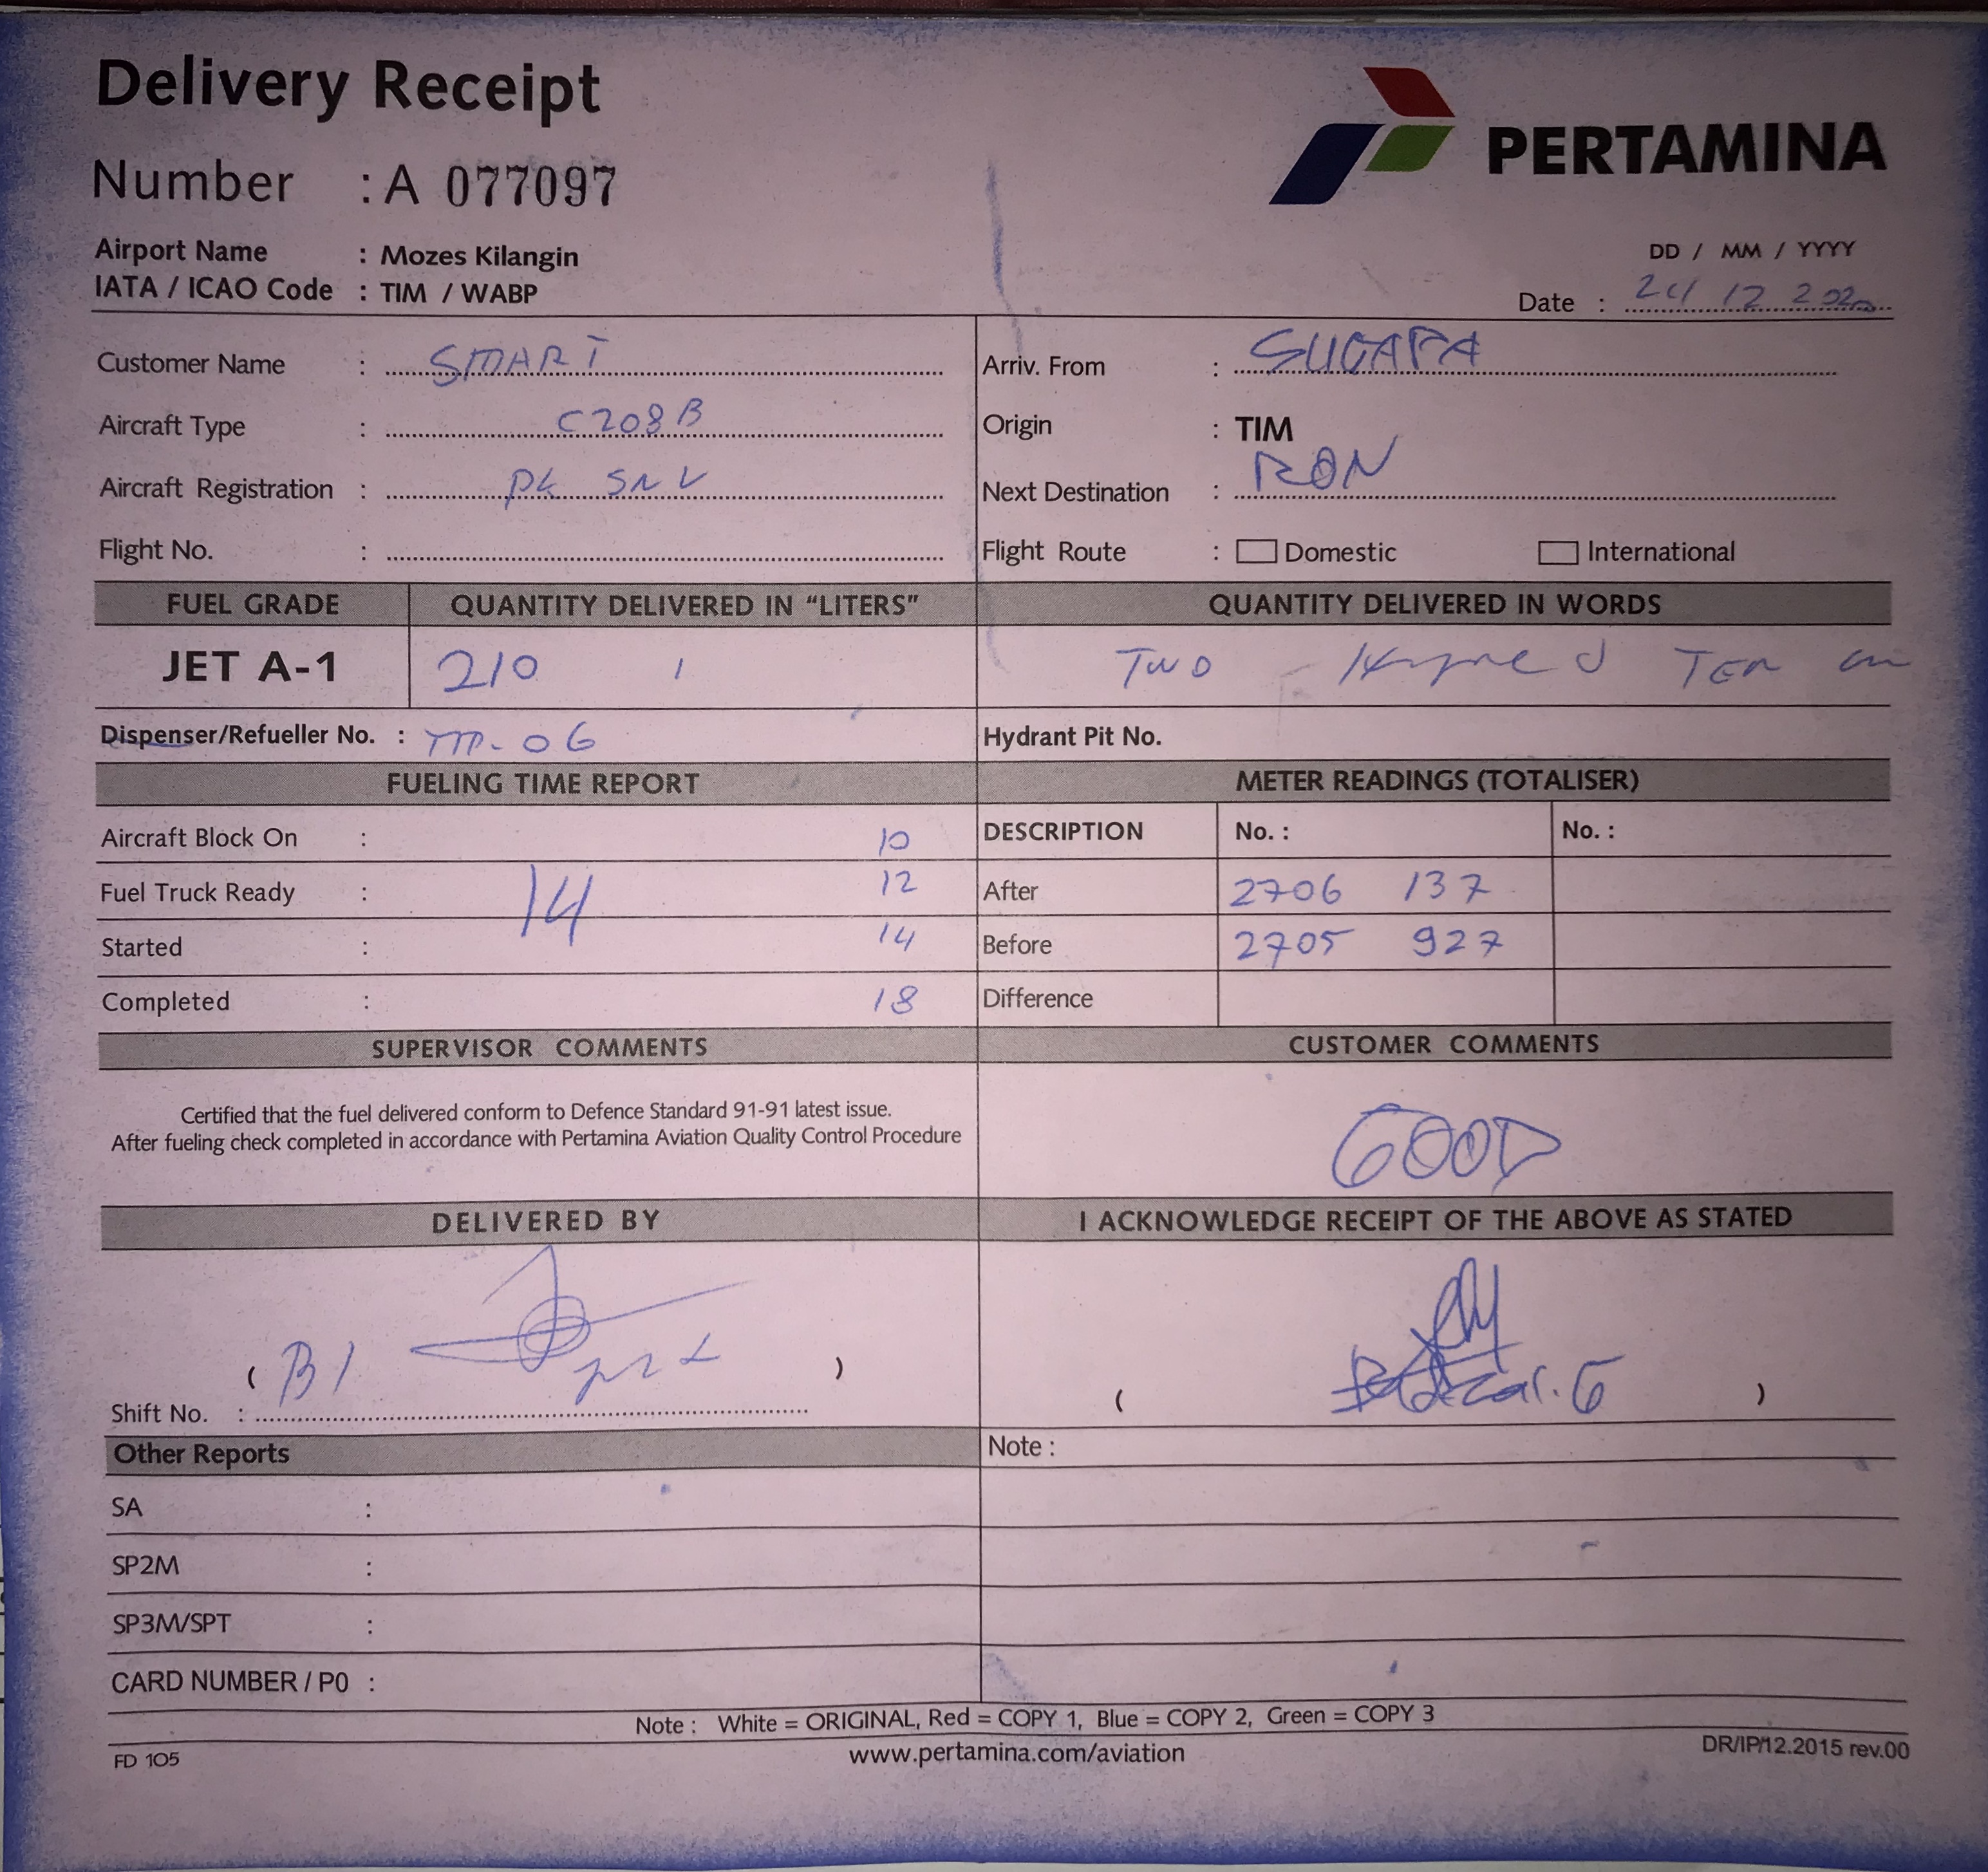 Delivery Receipt
PERTAMINA
Number : A 077097
Airport Name : Mozes Kilangin
IATA / ICAO Code : TIM / WABP
DD / MM / YYYY
Date : 24 12 2020
Customer Name : SMART
Arriv. From : SUGAPA
Aircraft Type : C208B
Origin : TIM
Aircraft Registration : PK SNV
Next Destination : RON
Flight No. :
Flight Route : Domestic International
FUEL GRADE QUANTITY DELIVERED IN “LITERS” QUANTITY DELIVERED IN WORDS
JET A-1 210 TWO TEN
Dispenser/Refueller No. : 06
Hydrant Pit No.
FUELING TIME REPORT METER READINGS (TOTALISER)
Aircraft Block On : 10
DESCRIPTION No. : No. :
Fuel Truck Ready : 14 12
After 2706 137
Started : 14
Before 2705 927
Completed : 18
Difference
SUPERVISOR COMMENTS CUSTOMER COMMENTS
Certified that the fuel delivered conform to Defence Standard 91-91 latest issue.
After fueling check completed in accordance with Pertamina Aviation Quality Control Procedure
GOOD
DELIVERED BY I ACKNOWLEDGE RECEIPT OF THE ABOVE AS STATED
( B1 )
( )
Shift No. :
Other Reports
Note :
SA :
SP2M :
SP3M/SPT :
CARD NUMBER / P0 :
Note : White = ORIGINAL, Red = COPY 1, Blue = COPY 2, Green = COPY 3
FD 105 www.pertamina.com/aviation DR/IP/12.2015 rev.00